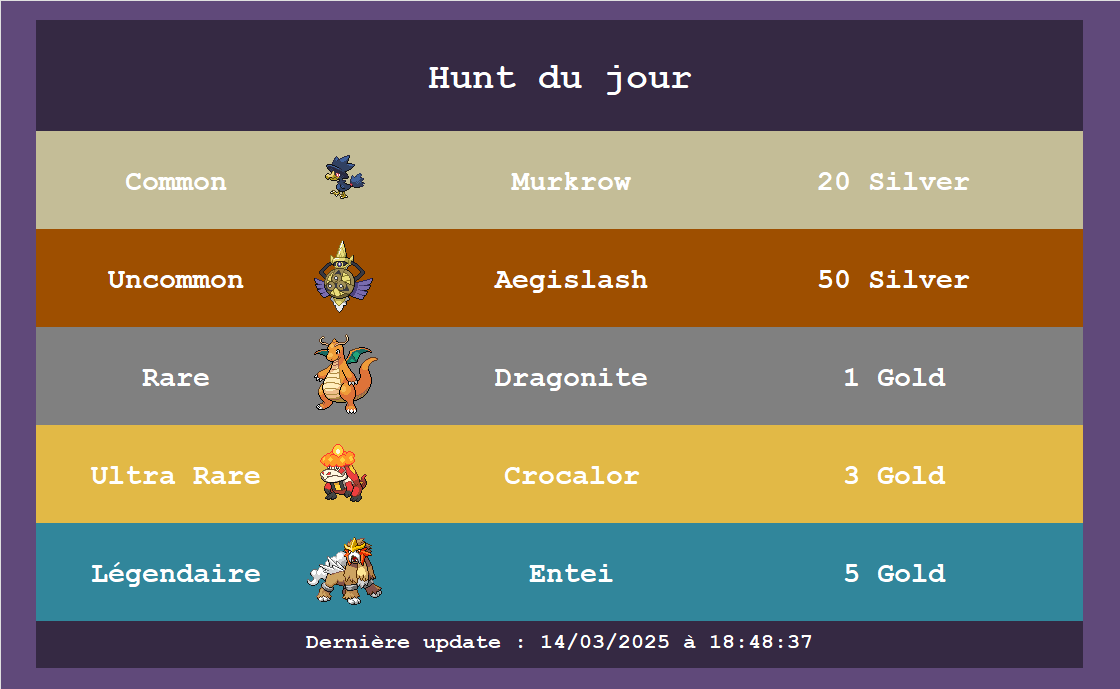 Hunt du jour
Common Murkrow 20 Silver
Uncommon Aegislash 50 Silver
Rare Dragonite 1 Gold
Ultra Rare Crocalor 3 Gold
Légendaire Entei 5 Gold
Dernière update : 14/03/2025 à 18:48:37